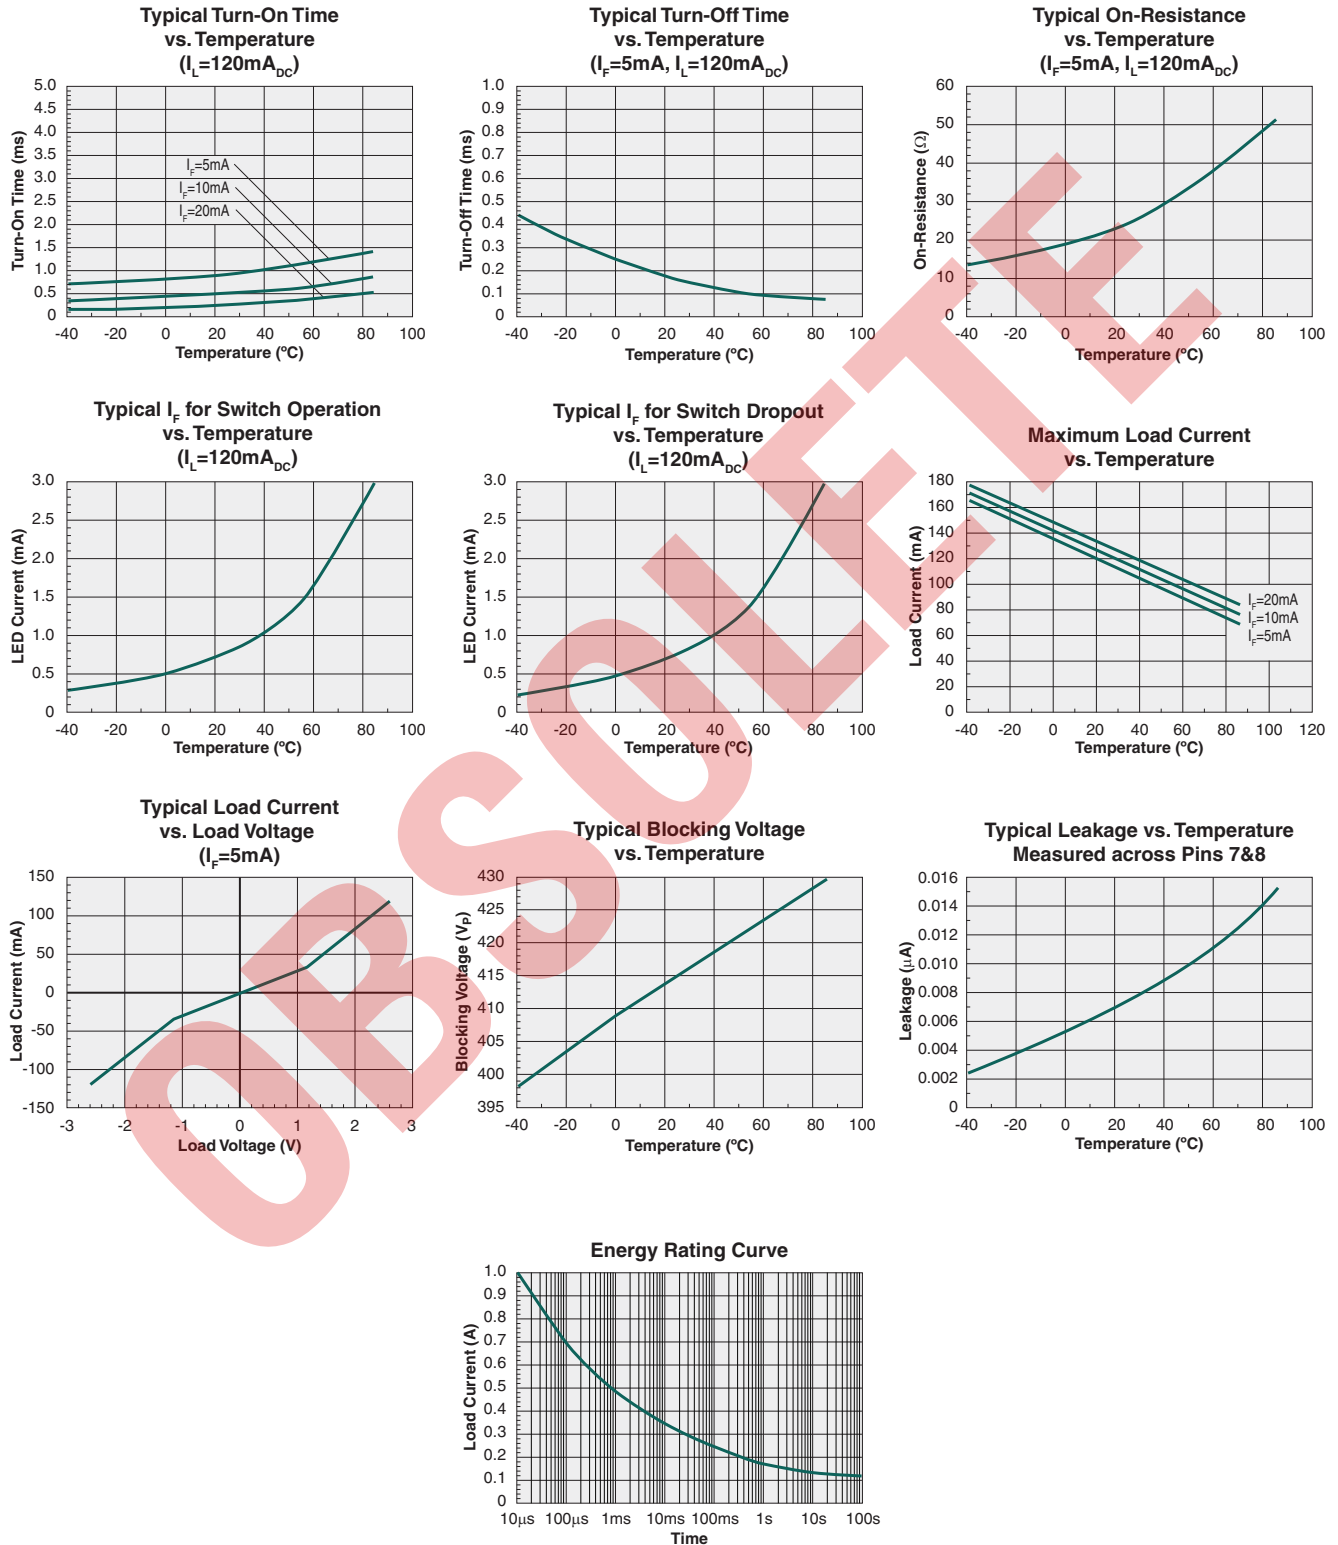 Typical Turn-On Time
vs. Temperature
(IL=120mADC)
5.0
4.5
4.0
3.5
3.0
2.5
2.0
1.5
1.0
0.5
0
Turn-On Time (ms)
IF=5mA
IF=10mA
IF=20mA
-40 -20 0 20 40 60 80 100
Temperature (ºC)
Typical Turn-Off Time
vs. Temperature
(IF=5mA, IL=120mADC)
1.0
0.9
0.8
0.7
0.6
0.5
0.4
0.3
0.2
0.1
0
Turn-Off Time (ms)
-40 -20 0 20 40 60 80 100
Temperature (ºC)
Typical On-Resistance
vs. Temperature
(IF=5mA, IL=120mADC)
60
50
40
30
20
10
0
On-Resistance (Ω)
-40 -20 0 20 40 60 80 100
Temperature (ºC)
Typical IF for Switch Operation
vs. Temperature
(IL=120mADC)
3.0
2.5
2.0
1.5
1.0
0.5
0
LED Current (mA)
-40 -20 0 20 40 60 80 100
Temperature (ºC)
Typical IF for Switch Dropout
vs. Temperature
(IL=120mADC)
3.0
2.5
2.0
1.5
1.0
0.5
0
LED Current (mA)
-40 -20 0 20 40 60 80 100
Temperature (ºC)
Maximum Load Current
vs. Temperature
180
160
140
120
100
80
60
40
20
0
Load Current (mA)
IF=20mA
IF=10mA
IF=5mA
-40 -20 0 20 40 60 80 100 120
Temperature (ºC)
Typical Load Current
vs. Load Voltage
(IF=5mA)
150
100
50
0
-50
-100
-150
Load Current (mA)
-3 -2 -1 0 1 2 3
Load Voltage (V)
Typical Blocking Voltage
vs. Temperature
430
425
420
415
410
405
400
395
Blocking Voltage (VP)
-40 -20 0 20 40 60 80 100
Temperature (ºC)
Typical Leakage vs. Temperature
Measured across Pins 7&8
0.016
0.014
0.012
0.010
0.008
0.006
0.004
0.002
0
Leakage (μA)
-40 -20 0 20 40 60 80 100
Temperature (ºC)
Energy Rating Curve
1.0
0.9
0.8
0.7
0.6
0.5
0.4
0.3
0.2
0.1
0
Load Current (A)
10μs 100μs 1ms 10ms 100ms 1s 10s 100s
Time
OBSOLETE